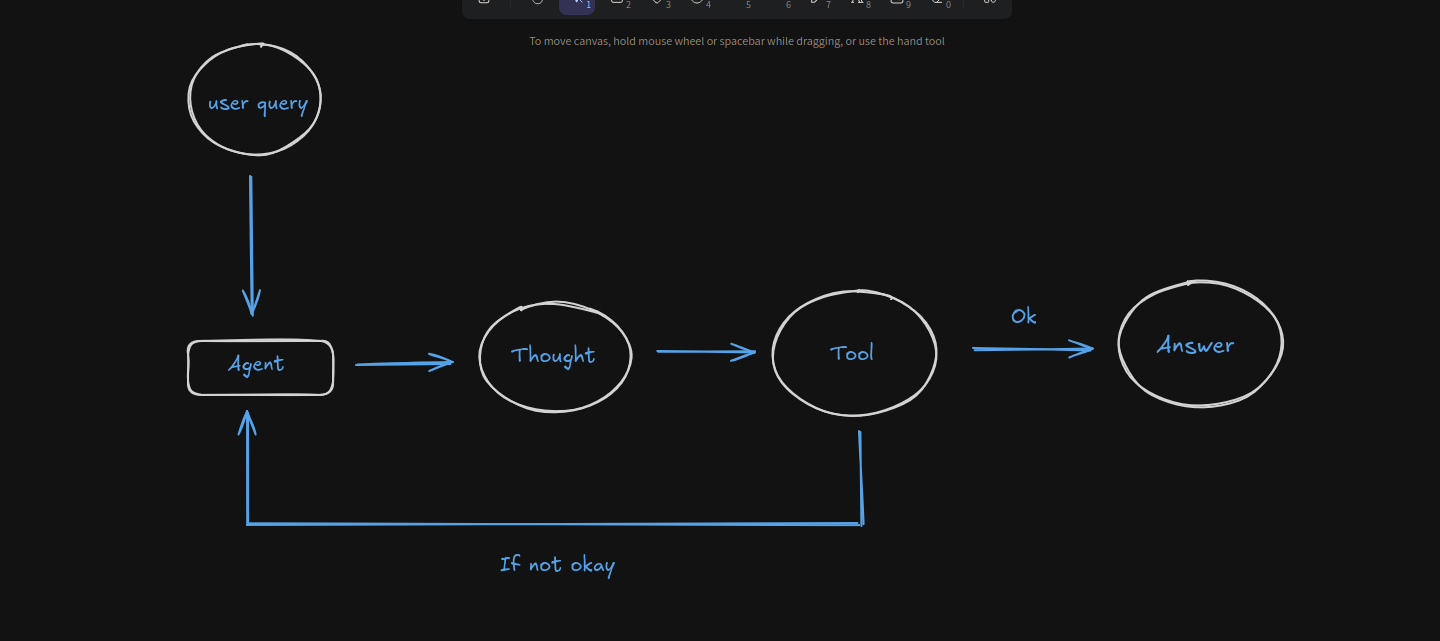 1 2 3 4 5 6 7 8 9 0
To move canvas, hold mouse wheel or spacebar while dragging, or use the hand tool
user query
Ok
Agent
Thought
Tool
Answer
If not okay